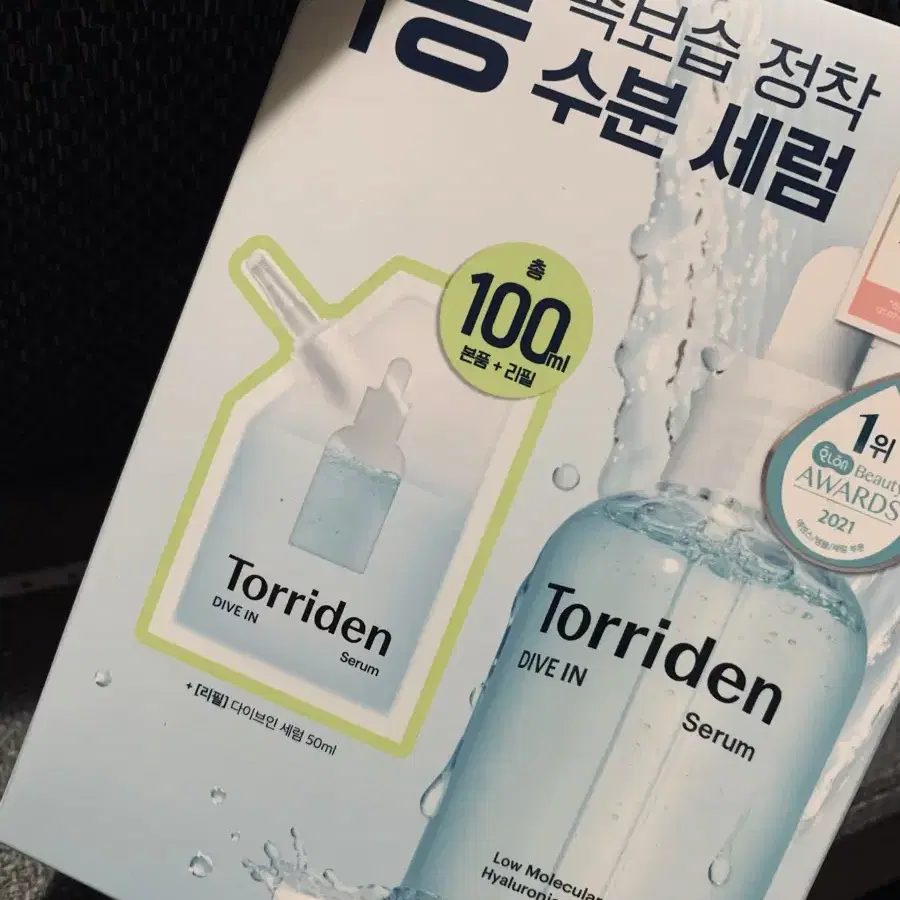 속보습 정착
수분 세럼
총
100ml
본품 + 리필
1위
Beauty
AWARDS
2021
Torriden
DIVE IN
Serum
+ [리필] 다이브인 세럼 50ml
Torriden
DIVE IN
Serum
Low Molecular
Hyaluronic